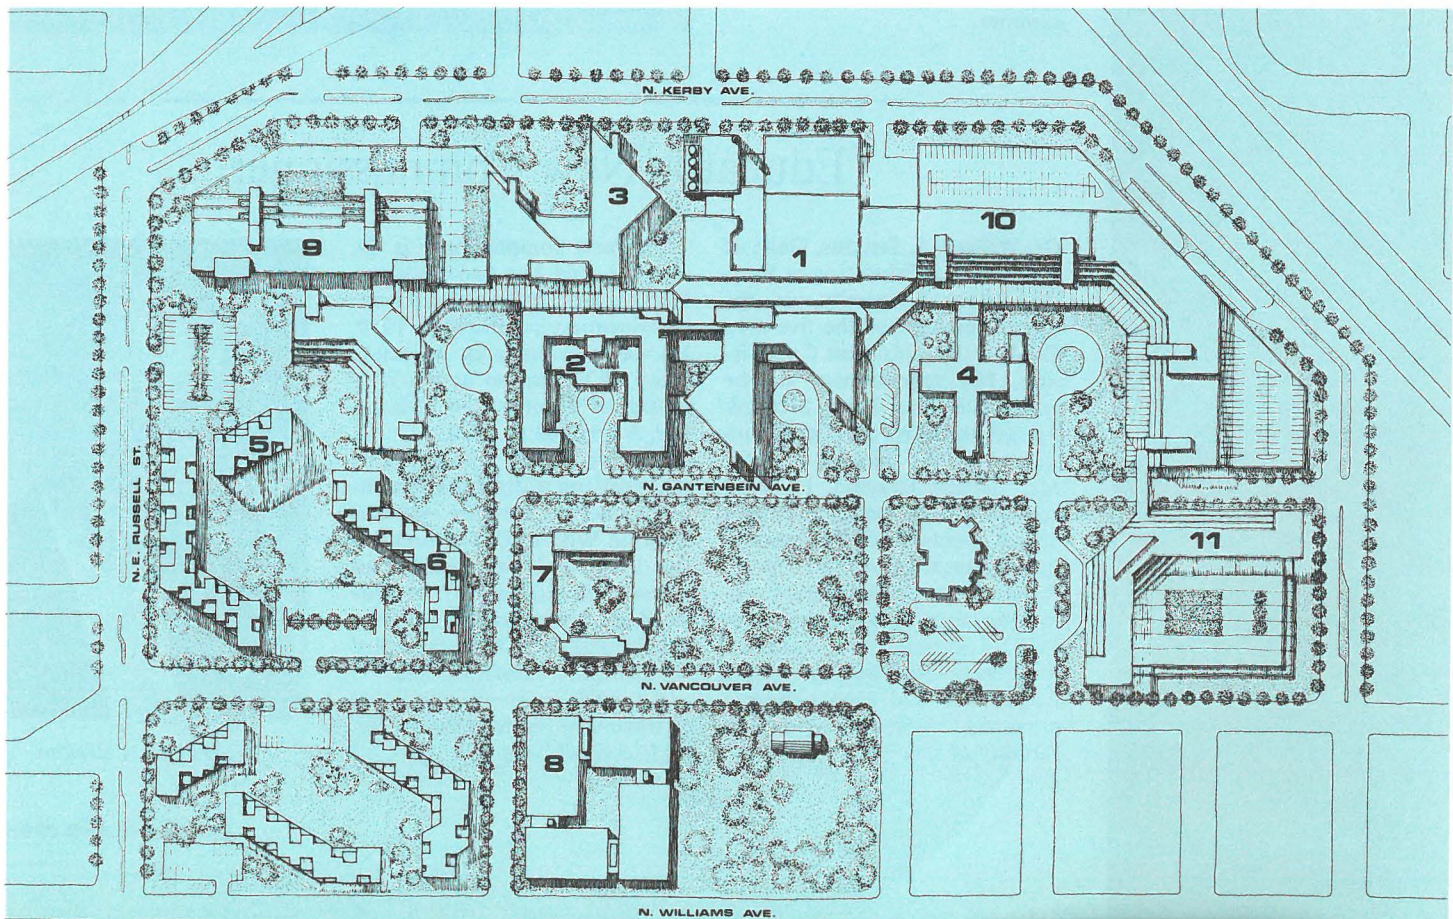 N. KERBY AVE.
3
9
10
1
2
4
5
N.E. RUSSELL ST.
N. GANTENBEIN AVE.
6
7
11
N. VANCOUVER AVE.
8
N. WILLIAMS AVE.